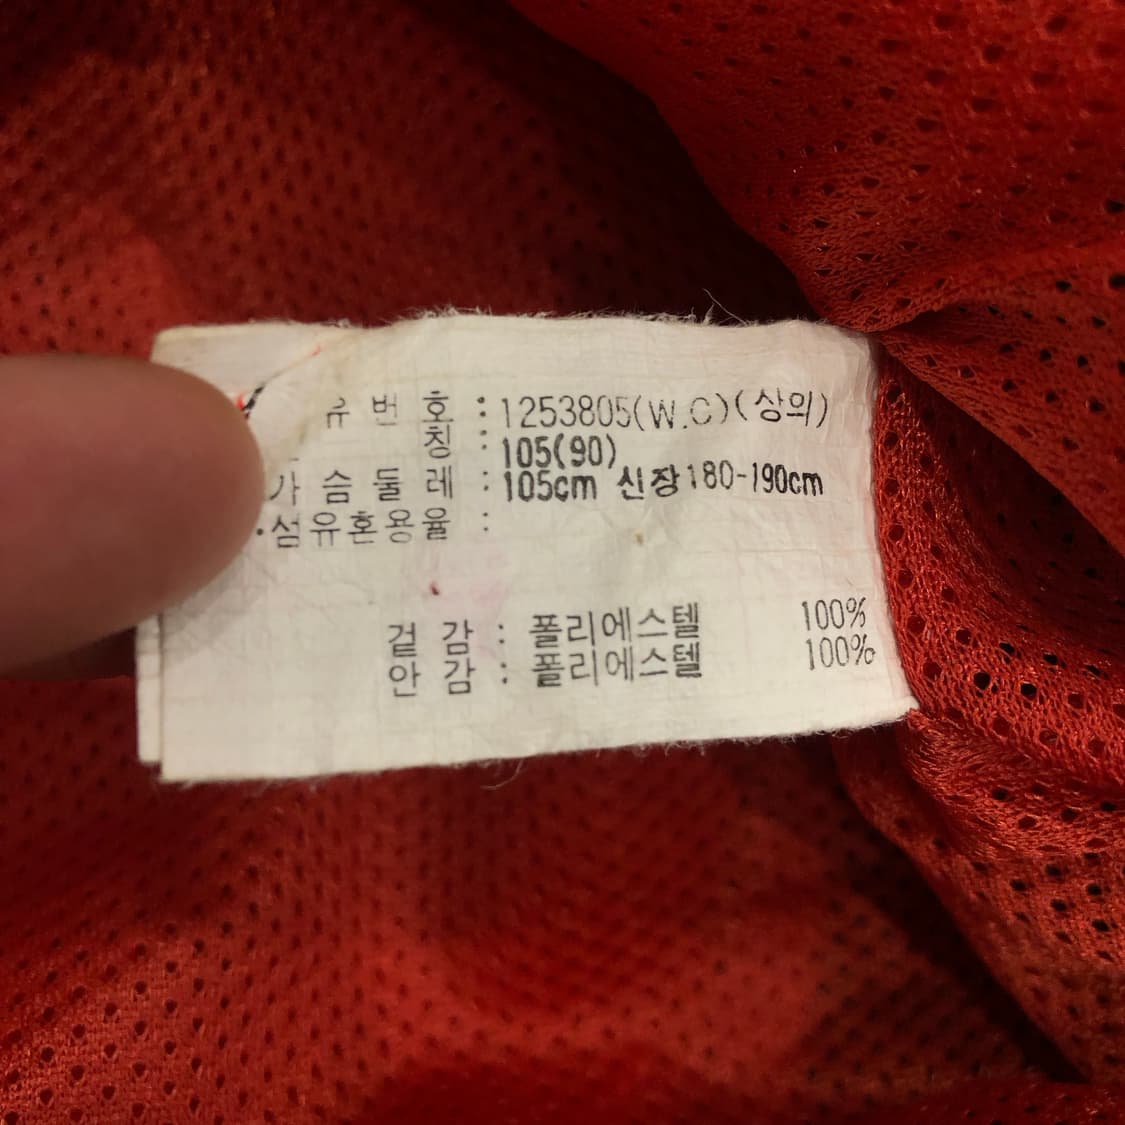 유 번 호 : 1253805(W.C)(상의)
칭 : 105(90)
가 슴 둘 레 : 105cm 신장 180-190cm
·섬유혼용율 :
겉 감 : 폴리에스텔 100%
안 감 : 폴리에스텔 100%